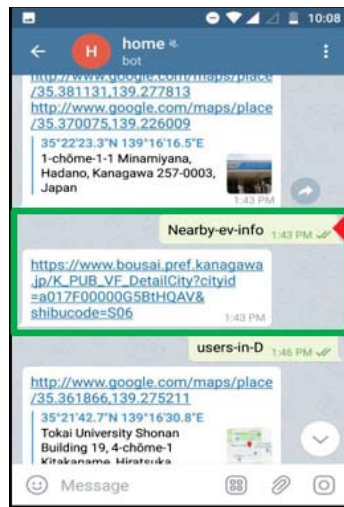 10:08
H
home
bot
http://www.google.com/maps/place
/35.381131,139.277813
http://www.google.com/maps/place
/35.370075,139.226009
35°22'23.3"N 139°16'16.5"E
1-chōme-1-1 Minamiyana,
Hadano, Kanagawa 257-0003,
Japan
1:43 PM
Nearby-ev-info 1:43 PM
https://www.bousai.pref.kanagawa
.jp/K_PUB_VF_DetailCity?cityid
=a017F00000G5BtHQAV&
shibucode=S06
1:43 PM
users-in-D 1:46 PM
http://www.google.com/maps/place
/35.361866,139.275211
35°21'42.7"N 139°16'30.8"E
Tokai University Shonan
Building 19, 4-chōme-1
Kitakaname, Hiratsuka
Message